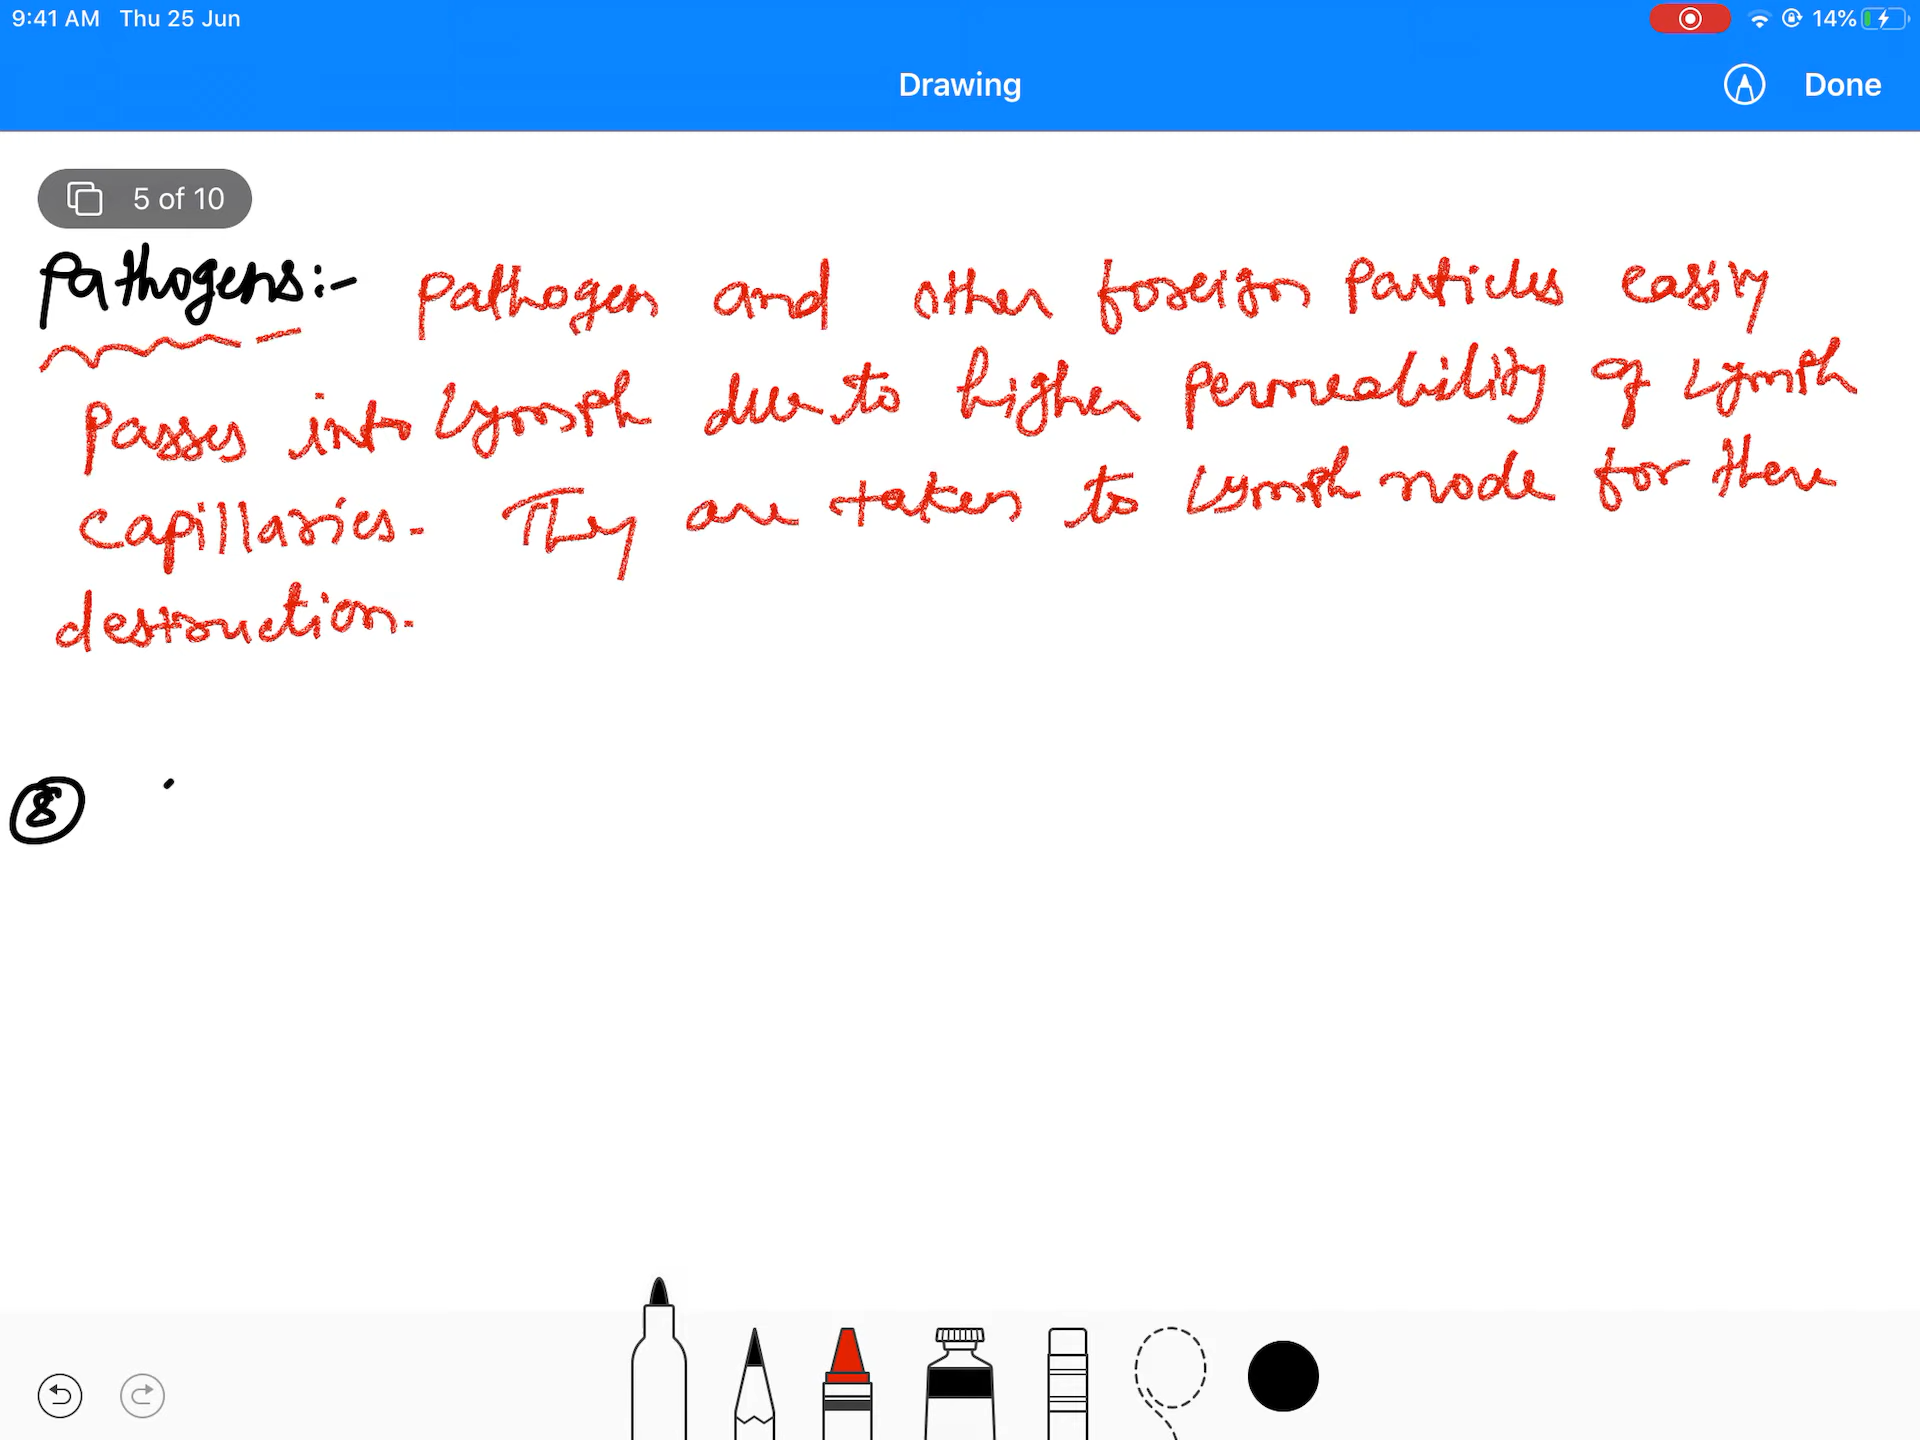 9:41 AM Thu 25 Jun
14%
Drawing
Done
5 of 10
Pathogens:- Pathogen and other foreign Particles easily
Passes into Lymph due to higher Permeability of Lymph
Capillaries. They are taken to Lymph node for there
destruction.
8